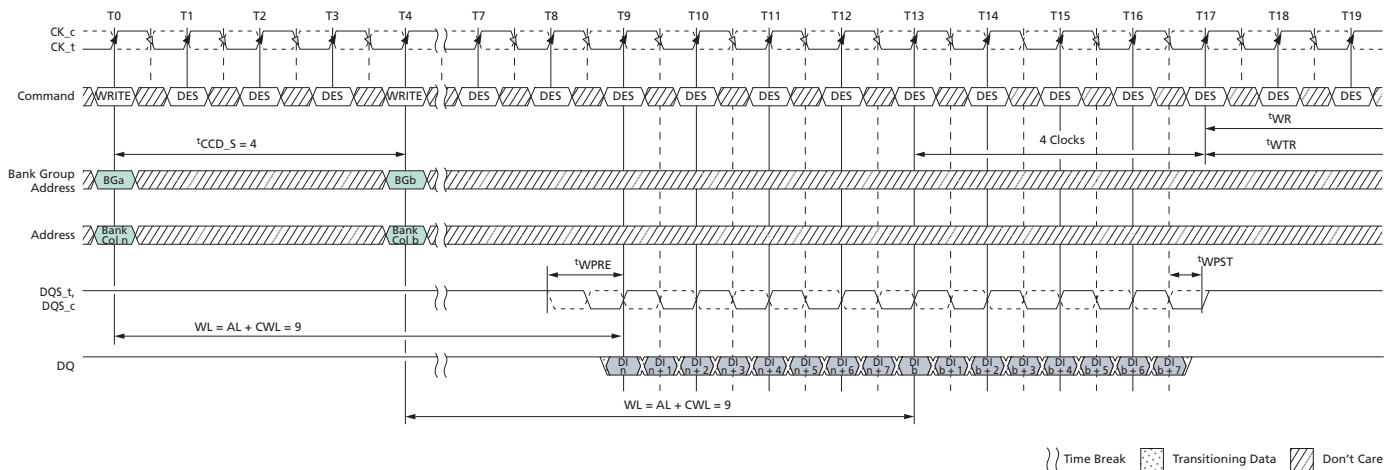 T0 T1 T2 T3 T4 T7 T8 T9 T10 T11 T12 T13 T14 T15 T16 T17 T18 T19
CK_c
CK_t
Command WRITE DES DES DES WRITE DES DES DES DES DES DES DES DES DES DES DES DES DES
tWR
tCCD_S = 4 4 Clocks tWTR
Bank Group
Address BGa BGb
Address Bank Col n Bank Col b
tWPRE tWPST
DQS_t,
DQS_c
WL = AL + CWL = 9
DQ DI n DI n + 1 DI n + 2 DI n + 3 DI n + 4 DI n + 5 DI n + 6 DI n + 7 DI b DI b + 1 DI b + 2 DI b + 3 DI b + 4 DI b + 5 DI b + 6 DI b + 7
WL = AL + CWL = 9
Time Break Transitioning Data Don't Care